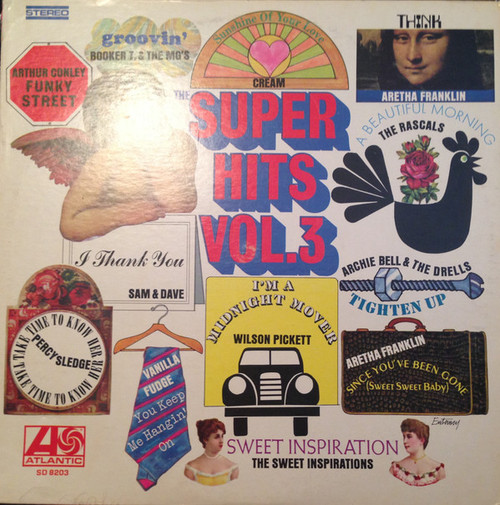 STEREO
groovin'
BOOKER T. & THE MG'S
Sunshine Of Your Love
CREAM
THINK
ARETHA FRANKLIN
ARTHUR CONLEY
FUNKY
STREET
THE
SUPER
HITS
VOL.3
A BEAUTIFUL MORNING
THE RASCALS
I Thank You
SAM & DAVE
ARCHIE BELL & THE DRELLS
TIGHTEN UP
TAKE TIME TO KNOW HER
PERCY SLEDGE
TAKE TIME TO KNOW HER
VANILLA
FUDGE
You Keep
Me Hangin'
On
I'M A
MIDNIGHT MOVER
WILSON PICKETT
ARETHA FRANKLIN
SINCE YOU'VE BEEN GONE
(SWEET SWEET BABY)
SWEET INSPIRATION
THE SWEET INSPIRATIONS
ATLANTIC
SD 8203